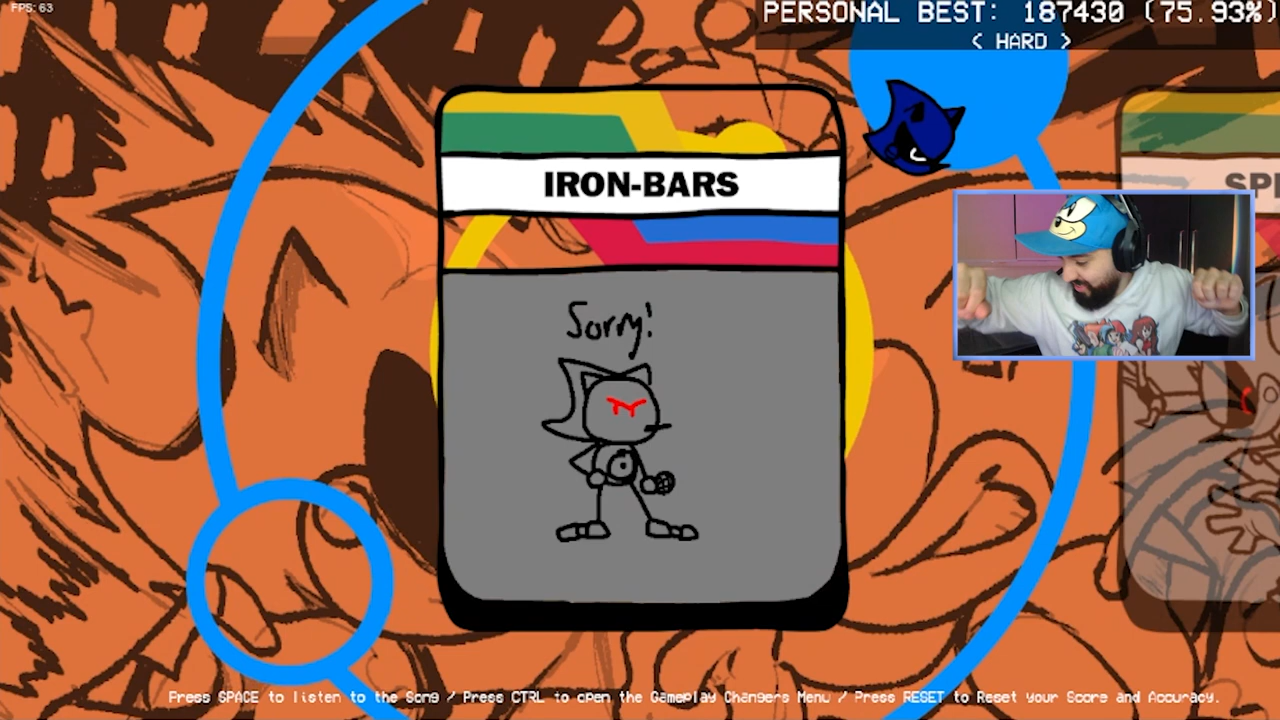 FPS: 63
PERSONAL BEST: 187430 (75.93%)
< HARD >
IRON-BARS
SP
Sorry!
Press SPACE to listen to the Song / Press CTRL to open the Gameplay Changers Menu / Press RESET to Reset your Score and Accuracy.